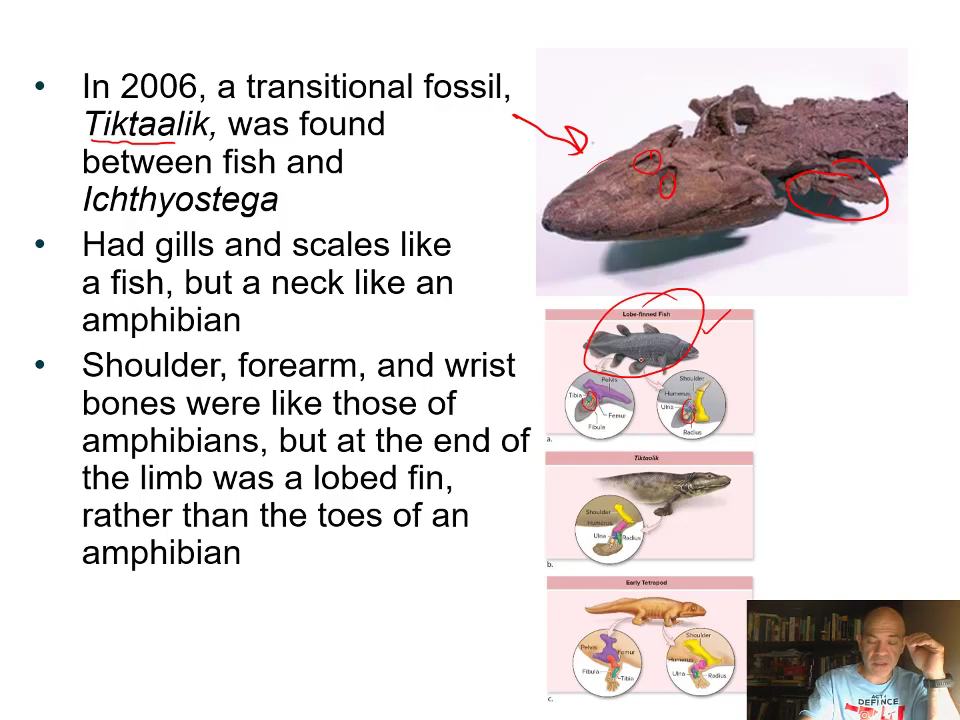 • In 2006, a transitional fossil,
Tiktaalik, was found
between fish and
Ichthyostega
• Had gills and scales like
a fish, but a neck like an
amphibian
• Shoulder, forearm, and wrist
bones were like those of
amphibians, but at the end of
the limb was a lobed fin,
rather than the toes of an
amphibian
Lobe-finned Fish
Pelvis
Tibia
Femur
Fibula
Shoulder
Humerus
Ulna
Radius
a.
Tiktaalik
Shoulder
Humerus
Ulna
Radius
b.
Early Tetrapod
Pelvis
Femur
Fibula
Tibia
Shoulder
Humerus
Ulna
Radius
c.
DEFINCE